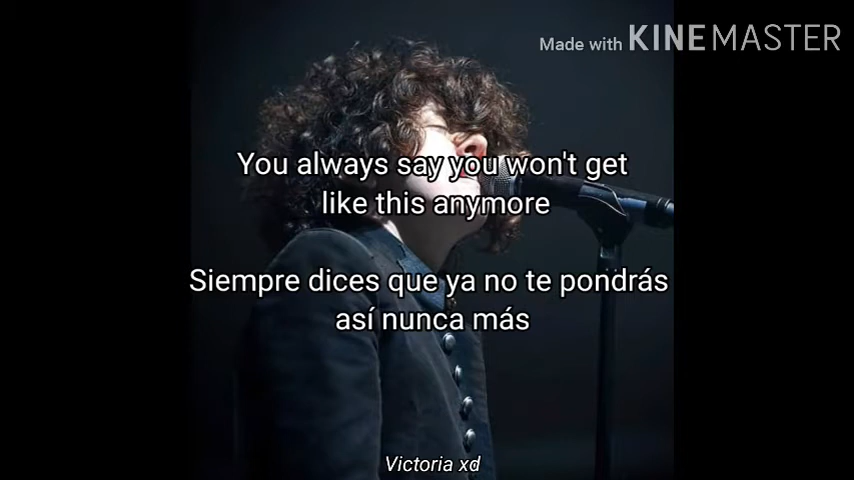 Made with KINEMASTER
You always say you won't get
like this anymore
Siempre dices que ya no te pondrás
así nunca más
Victoria xd